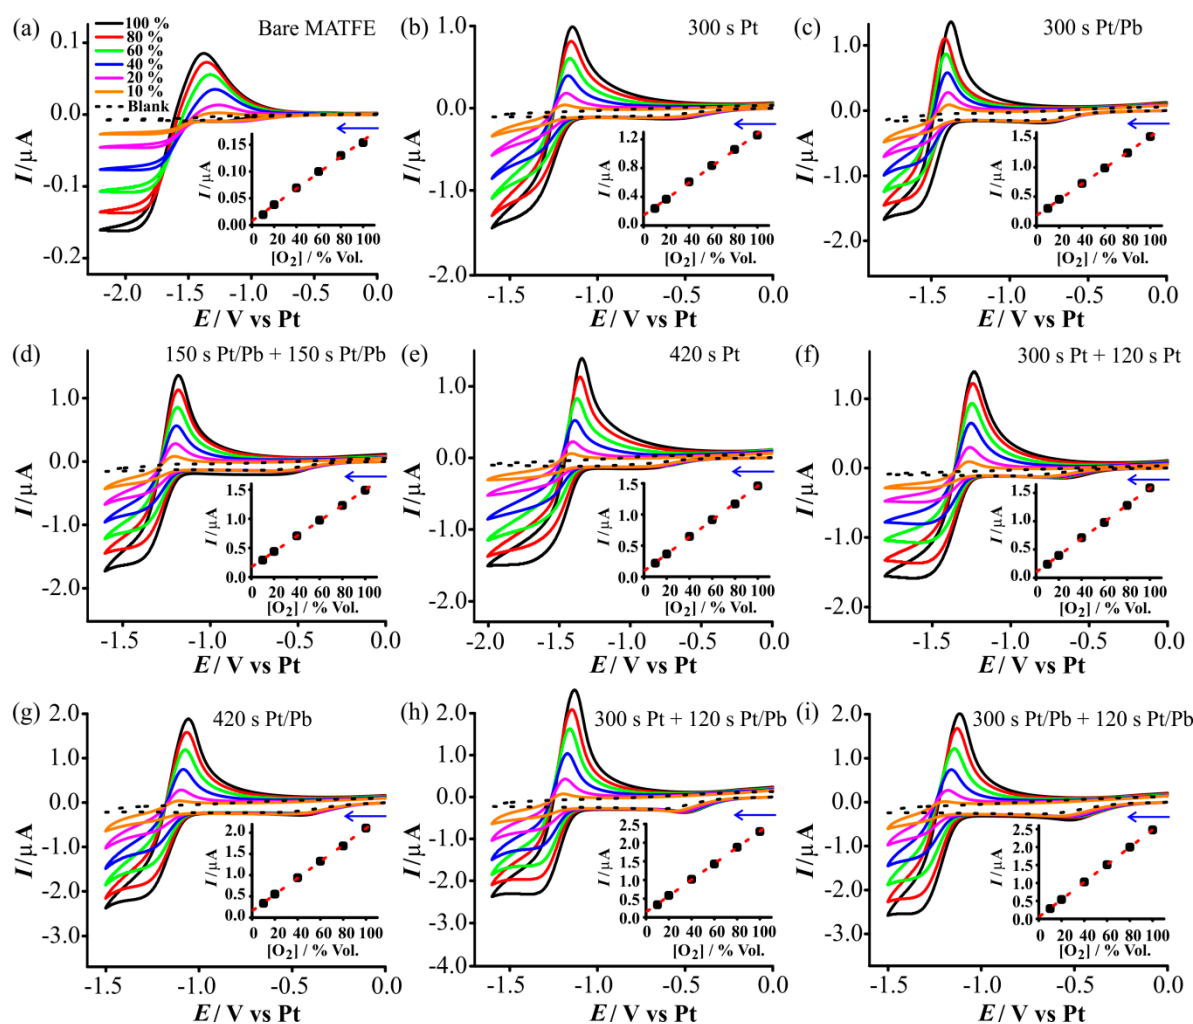 (a)
Bare MATFE
100 %
80 %
60 %
40 %
20 %
10 %
Blank
0.1
0.0
-0.1
-0.2
I/μA
-2.0 -1.5 -1.0 -0.5 0.0
E / V vs Pt
0.20
0.15
0.10
0.05
0.00
I /μA
0 20 40 60 80 100
[O2] / % Vol.
(b)
300 s Pt
1.0
0.0
-1.0
-2.0
I/μA
-1.5 -1.0 -0.5 0.0
E / V vs Pt
1.2
0.8
0.4
0.0
I /μA
0 20 40 60 80 100
[O2] / % Vol.
(c)
300 s Pt/Pb
1.0
0.0
-1.0
-2.0
I/μA
-1.5 -1.0 -0.5 0.0
E / V vs Pt
1.5
1.0
0.5
0.0
I /μA
0 20 40 60 80 100
[O2] / % Vol.
(d)
150 s Pt/Pb + 150 s Pt/Pb
1.0
0.0
-1.0
-2.0
I/μA
-1.5 -1.0 -0.5 0.0
E / V vs Pt
1.5
1.0
0.5
0.0
I /μA
0 20 40 60 80 100
[O2] / % Vol.
(e)
420 s Pt
1.0
0.0
-1.0
-2.0
I/μA
-2.0 -1.5 -1.0 -0.5 0.0
E / V vs Pt
1.5
1.0
0.5
0.0
I /μA
0 20 40 60 80 100
[O2] / % Vol.
(f)
300 s Pt + 120 s Pt
1.0
0.0
-1.0
-2.0
I/μA
-1.5 -1.0 -0.5 0.0
E / V vs Pt
1.5
1.0
0.5
0.0
I /μA
0 20 40 60 80 100
[O2] / % Vol.
(g)
420 s Pt/Pb
2.0
1.0
0.0
-1.0
-2.0
-3.0
I/μA
-1.5 -1.0 -0.5 0.0
E / V vs Pt
2.0
1.5
1.0
0.5
0.0
I /μA
0 20 40 60 80 100
[O2] / % Vol.
(h)
300 s Pt + 120 s Pt/Pb
2.0
1.0
0.0
-1.0
-2.0
-3.0
-4.0
I/μA
-1.5 -1.0 -0.5 0.0
E / V vs Pt
2.5
2.0
1.5
1.0
0.5
0.0
I /μA
0 20 40 60 80 100
[O2] / % Vol.
(i)
300 s Pt/Pb + 120 s Pt/Pb
2.0
1.0
0.0
-1.0
-2.0
-3.0
I/μA
-1.5 -1.0 -0.5 0.0
E / V vs Pt
2.5
2.0
1.5
1.0
0.5
0.0
I /μA
0 20 40 60 80 100
[O2] / % Vol.